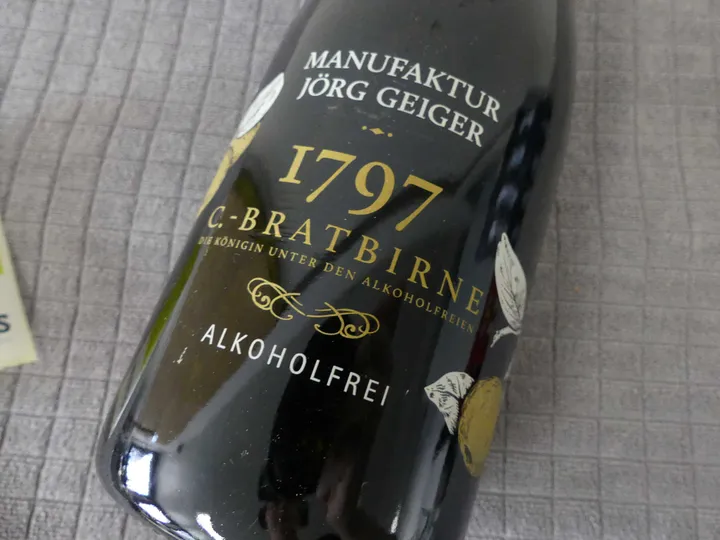 MANUFAKTUR
JÖRG GEIGER
1797
C.-BRATBIRNE
DIE KÖNIGIN UNTER DEN ALKOHOLFREIEN
ALKOHOLFREI
S